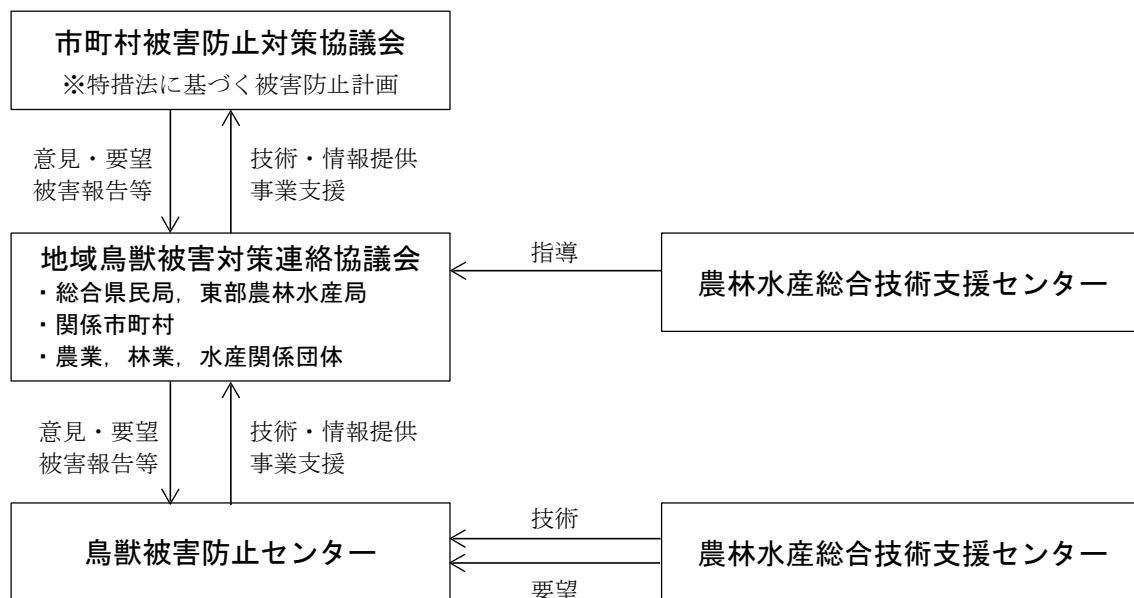 市町村被害防止対策協議会
※特措法に基づく被害防止計画
意見・要望
被害報告等
技術・情報提供
事業支援
地域鳥獣被害対策連絡協議会
・総合県民局，東部農林水産局
・関係市町村
・農業，林業，水産関係団体
指導
農林水産総合技術支援センター
意見・要望
被害報告等
技術・情報提供
事業支援
鳥獣被害防止センター
技術
要望
農林水産総合技術支援センター